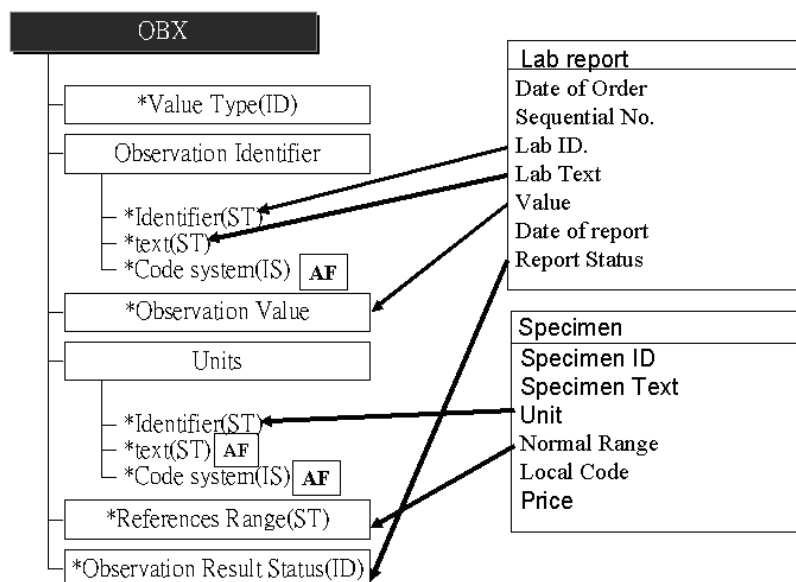 OBX
*Value Type(ID)
Observation Identifier
*Identifier(ST)
*text(ST)
*Code system(IS) AF
*Observation Value
Units
*Identifier(ST)
*text(ST) AF
*Code system(IS) AF
*References Range(ST)
*Observation Result Status(ID)
Lab report
Date of Order
Sequential No.
Lab ID.
Lab Text
Value
Date of report
Report Status
Specimen
Specimen ID
Specimen Text
Unit
Normal Range
Local Code
Price